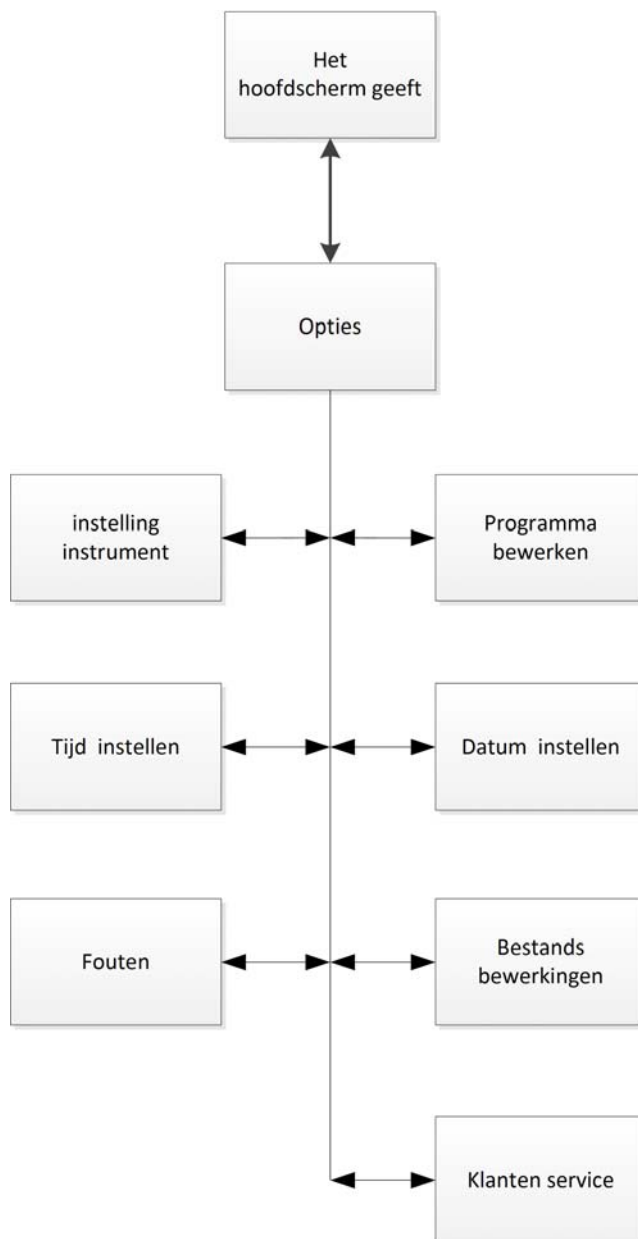 Het
hoofdscherm geeft
Opties
instelling
instrument
Programma
bewerken
Tijd instellen
Datum instellen
Fouten
Bestands
bewerkingen
Klanten service